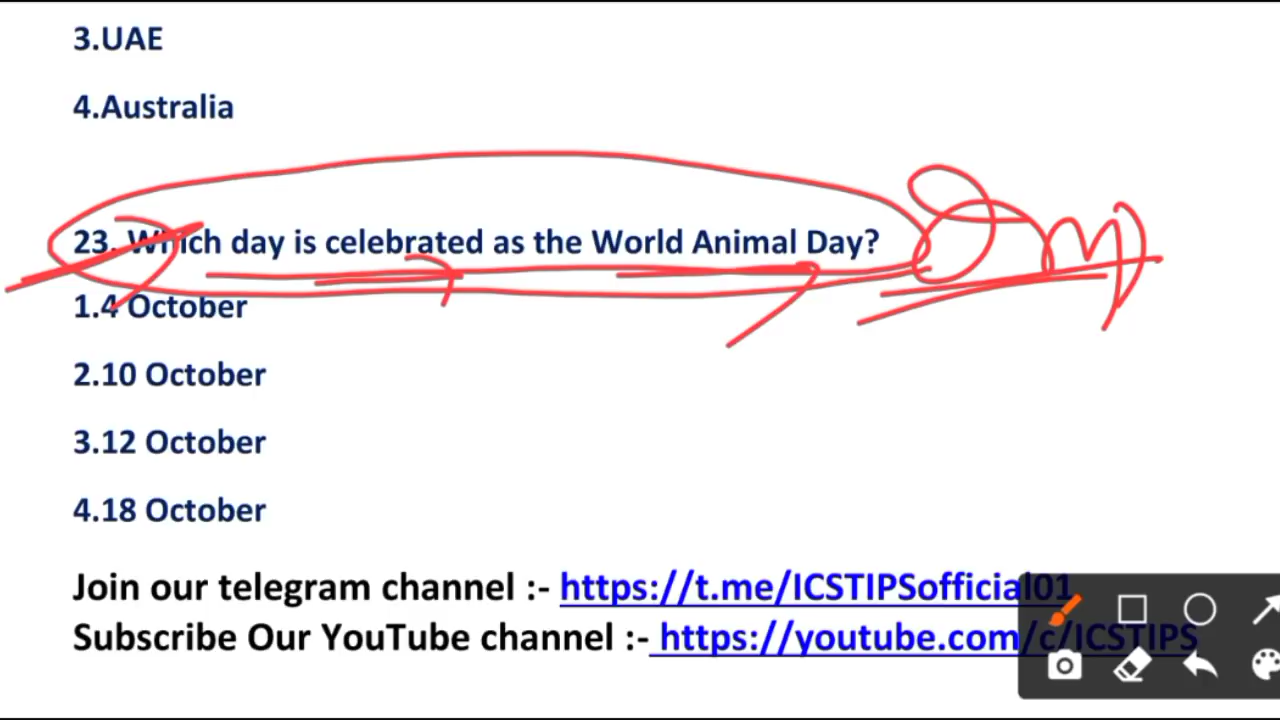 3.UAE
4.Australia
23. Which day is celebrated as the World Animal Day?
1.4 October
2.10 October
3.12 October
4.18 October
Join our telegram channel :- https://t.me/ICSTIPSofficial01
Subscribe Our YouTube channel :- https://youtube.com/c/ICSTIPS